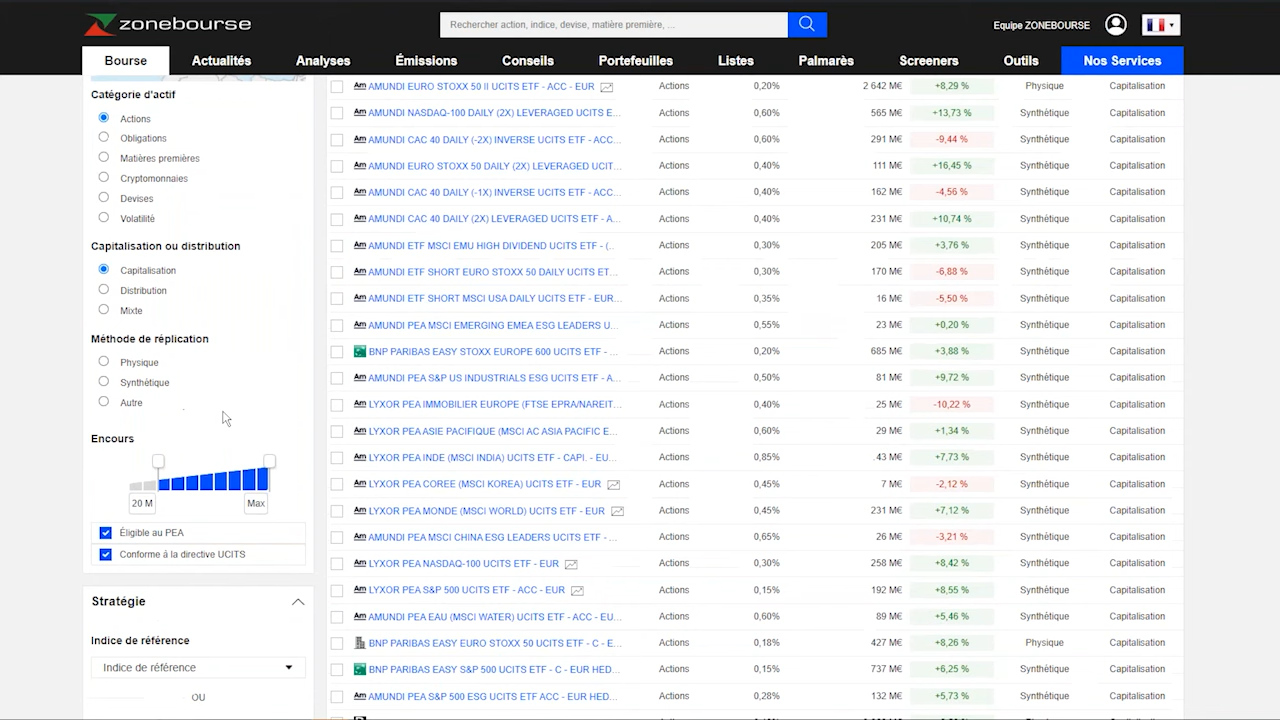 zonebourse
Rechercher action, indice, devise, matière première, ...
Equipe ZONEBOURSE
Bourse Actualités Analyses Émissions Conseils Portefeuilles Listes Palmarès Screeners Outils Nos Services
Catégorie d'actif
Actions
Obligations
Matières premières
Cryptomonnaies
Devises
Volatilité
Capitalisation ou distribution
Capitalisation
Distribution
Mixte
Méthode de réplication
Physique
Synthétique
Autre
Encours
20 M Max
Éligible au PEA
Conforme à la directive UCITS
Stratégie
Indice de référence
Indice de référence
OU
Am AMUNDI EURO STOXX 50 II UCITS ETF - ACC - EUR Actions 0,20% 2 642 M€ +8,29 % Physique Capitalisation
Am AMUNDI NASDAQ-100 DAILY (2X) LEVERAGED UCITS E... Actions 0,60% 565 M€ +13,73 % Synthétique Capitalisation
Am AMUNDI CAC 40 DAILY (-2X) INVERSE UCITS ETF - ACC... Actions 0,60% 291 M€ -9,44 % Synthétique Capitalisation
Am AMUNDI EURO STOXX 50 DAILY (2X) LEVERAGED UCIT... Actions 0,40% 111 M€ +16,45 % Synthétique Capitalisation
Am AMUNDI CAC 40 DAILY (-1X) INVERSE UCITS ETF - ACC... Actions 0,40% 162 M€ -4,56 % Synthétique Capitalisation
Am AMUNDI CAC 40 DAILY (2X) LEVERAGED UCITS ETF - A... Actions 0,40% 231 M€ +10,74 % Synthétique Capitalisation
Am AMUNDI ETF MSCI EMU HIGH DIVIDEND UCITS ETF - (... Actions 0,30% 205 M€ +3,76 % Synthétique Capitalisation
Am AMUNDI ETF SHORT EURO STOXX 50 DAILY UCITS ET... Actions 0,30% 170 M€ -6,88 % Synthétique Capitalisation
Am AMUNDI ETF SHORT MSCI USA DAILY UCITS ETF - EUR... Actions 0,35% 16 M€ -5,50 % Synthétique Capitalisation
Am AMUNDI PEA MSCI EMERGING EMEA ESG LEADERS U... Actions 0,55% 23 M€ +0,20 % Synthétique Capitalisation
BNP PARIBAS EASY STOXX EUROPE 600 UCITS ETF - ... Actions 0,20% 685 M€ +3,88 % Synthétique Capitalisation
Am AMUNDI PEA S&P US INDUSTRIALS ESG UCITS ETF - A... Actions 0,50% 81 M€ +9,72 % Synthétique Capitalisation
Am LYXOR PEA IMMOBILIER EUROPE (FTSE EPRA/NAREIT... Actions 0,40% 25 M€ -10,22 % Synthétique Capitalisation
Am LYXOR PEA ASIE PACIFIQUE (MSCI AC ASIA PACIFIC E... Actions 0,60% 29 M€ +1,34 % Synthétique Capitalisation
Am LYXOR PEA INDE (MSCI INDIA) UCITS ETF - CAPI. - EU... Actions 0,85% 43 M€ +7,73 % Synthétique Capitalisation
Am LYXOR PEA COREE (MSCI KOREA) UCITS ETF - EUR Actions 0,45% 7 M€ -2,12 % Synthétique Capitalisation
Am LYXOR PEA MONDE (MSCI WORLD) UCITS ETF - EUR Actions 0,45% 231 M€ +7,12 % Synthétique Capitalisation
Am AMUNDI PEA MSCI CHINA ESG LEADERS UCITS ETF - ... Actions 0,65% 26 M€ -3,21 % Synthétique Capitalisation
Am LYXOR PEA NASDAQ-100 UCITS ETF - EUR Actions 0,30% 258 M€ +8,42 % Synthétique Capitalisation
Am LYXOR PEA S&P 500 UCITS ETF - ACC - EUR Actions 0,15% 192 M€ +8,55 % Synthétique Capitalisation
Am AMUNDI PEA EAU (MSCI WATER) UCITS ETF - ACC - EU... Actions 0,60% 89 M€ +5,46 % Synthétique Capitalisation
BNP PARIBAS EASY EURO STOXX 50 UCITS ETF - C - E... Actions 0,18% 427 M€ +8,26 % Physique Capitalisation
BNP PARIBAS EASY S&P 500 UCITS ETF - C - EUR HED... Actions 0,15% 737 M€ +6,25 % Synthétique Capitalisation
Am AMUNDI PEA S&P 500 ESG UCITS ETF ACC - EUR HED... Actions 0,28% 132 M€ +5,73 % Synthétique Capitalisation